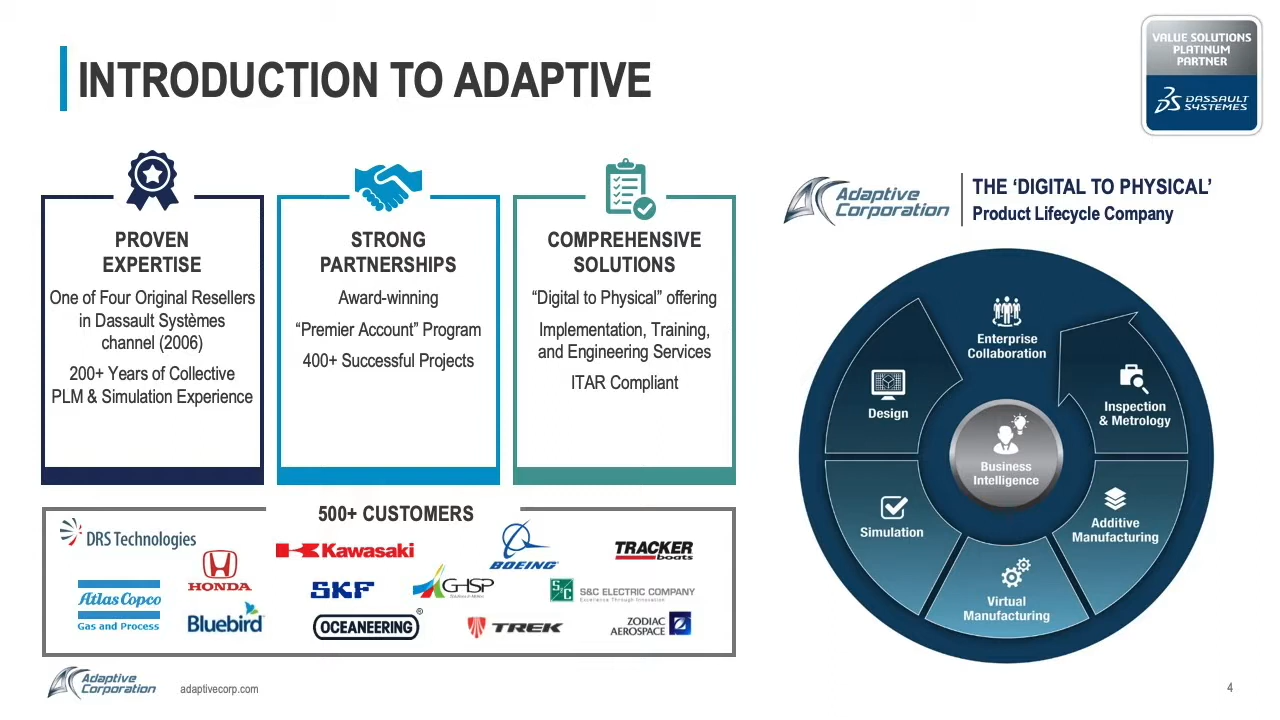 INTRODUCTION TO ADAPTIVE
VALUE SOLUTIONS
PLATINUM
PARTNER
DASSAULT
SYSTEMES
PROVEN
EXPERTISE
One of Four Original Resellers
in Dassault Systèmes
channel (2006)
200+ Years of Collective
PLM & Simulation Experience
STRONG
PARTNERSHIPS
Award-winning
“Premier Account” Program
400+ Successful Projects
COMPREHENSIVE
SOLUTIONS
“Digital to Physical” offering
Implementation, Training,
and Engineering Services
ITAR Compliant
Adaptive
Corporation
THE ‘DIGITAL TO PHYSICAL’
Product Lifecycle Company
Enterprise
Collaboration
Design
Inspection
& Metrology
Business
Intelligence
Simulation
Additive
Manufacturing
Virtual
Manufacturing
500+ CUSTOMERS
DRS Technologies
HONDA
Kawasaki
BOEING
TRACKER
boats
Atlas Copco
Gas and Process
SKF
GHSP
S&C
S&C ELECTRIC COMPANY
Excellence Through Innovation
Bluebird
OCEANEERING®
TREK
ZODIAC
AEROSPACE
Adaptive
Corporation
adaptivecorp.com
4